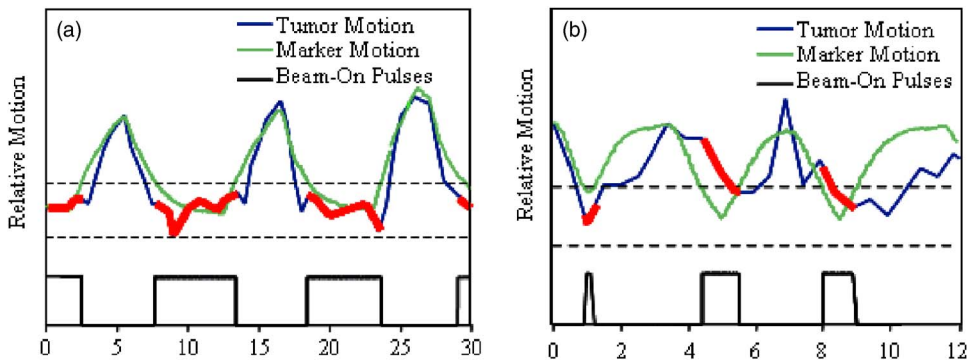 (a)
Tumor Motion
Marker Motion
Beam-On Pulses
Relative Motion
0 5 10 15 20 25 30
(b)
Tumor Motion
Marker Motion
Beam-On Pulses
Relative Motion
0 2 4 6 8 10 12